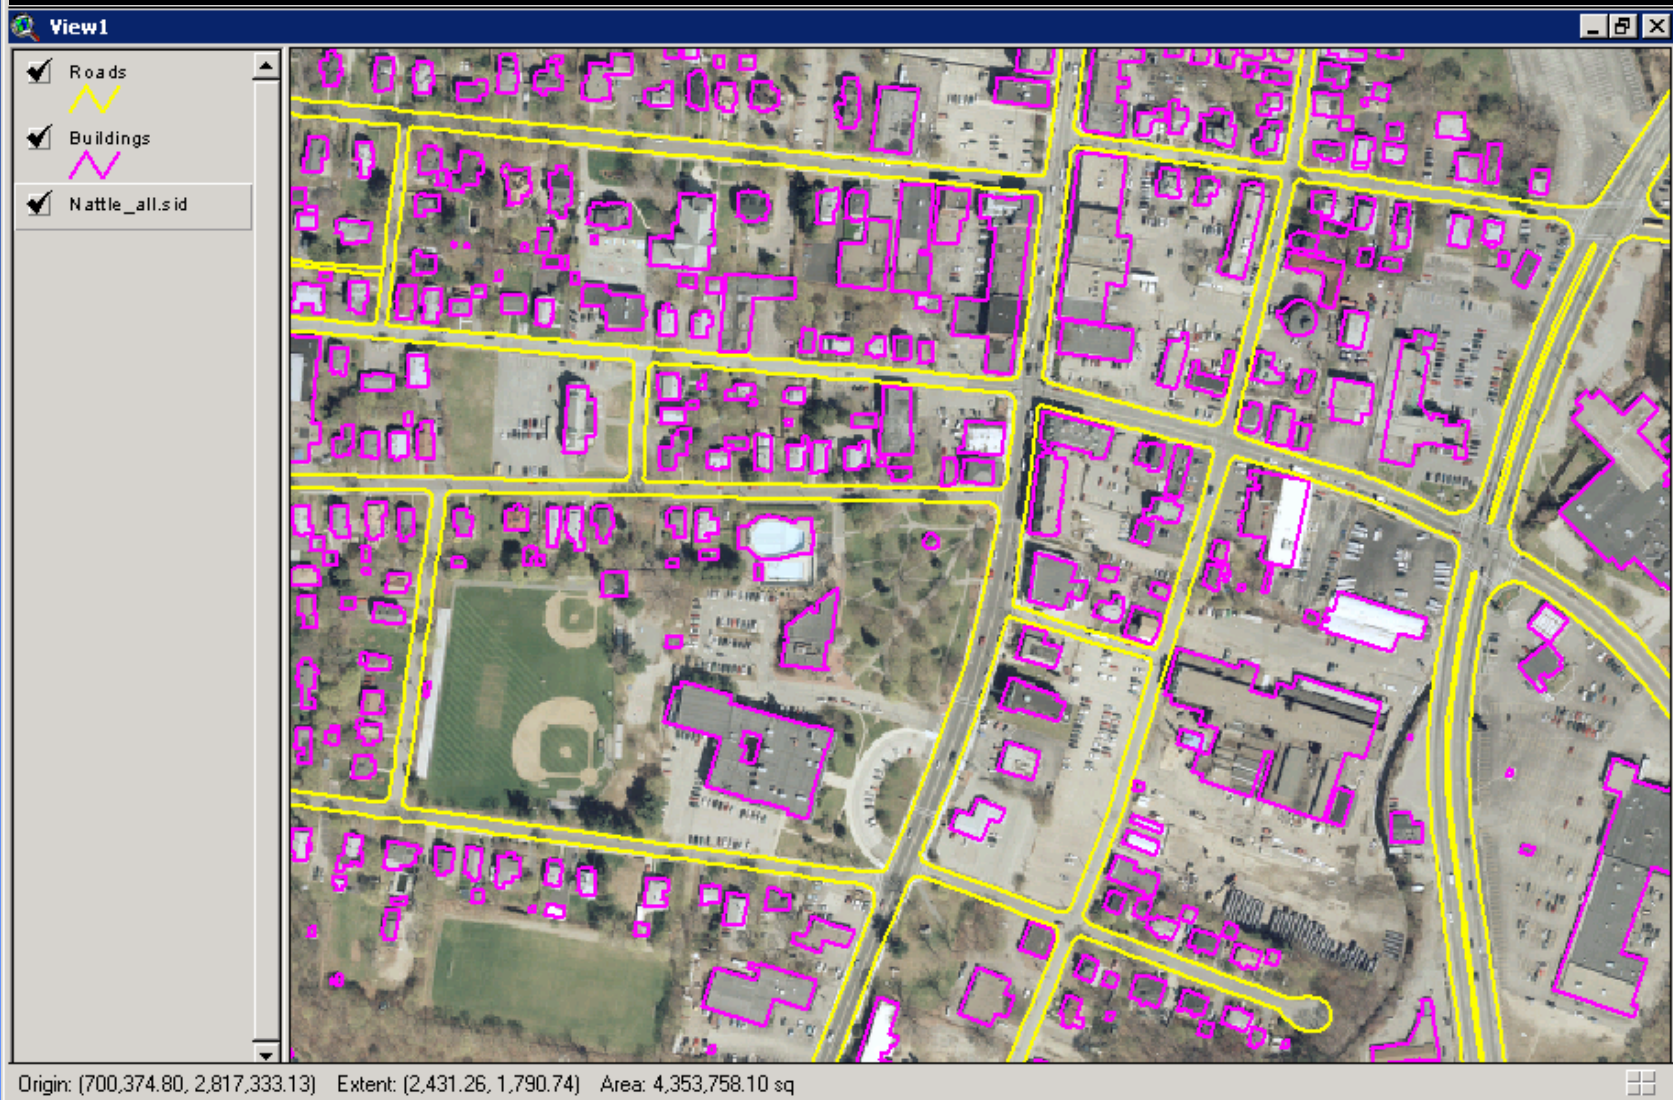 View1
Roads
Buildings
Nattle_all.sid
Origin: (700,374.80, 2,817,333.13) Extent: (2,431.26, 1,790.74) Area: 4,353,758.10 sq